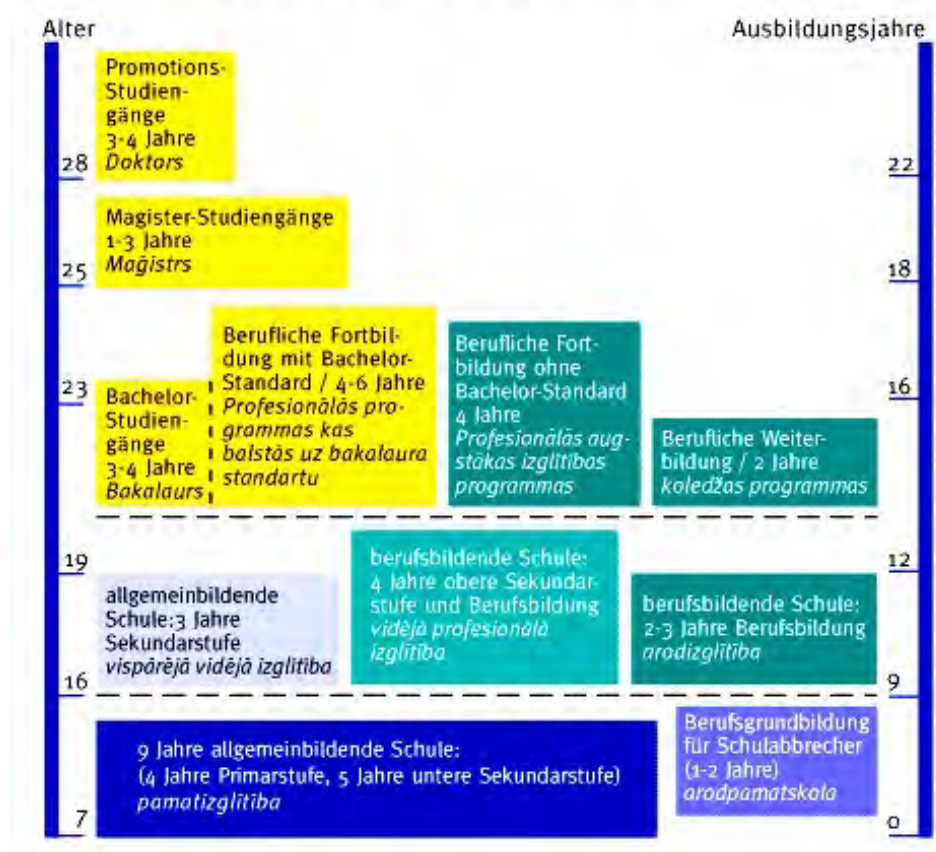 Alter
Ausbildungsjahre
Promotions-
Studien-
gänge
3-4 Jahre
Doktors
28
22
Magister-Studiengänge
1-3 Jahre
Maģistrs
25
18
Berufliche Fortbil-
dung mit Bachelor-
Standard / 4-6 Jahre
Profesionālās pro-
grammas kas
balstās uz bakalaura
standartu
Berufliche Fort-
bildung ohne
Bachelor-Standard
4 Jahre
Profesionālās aug-
stākas izglītības
programmas
23
16
Bachelor-
Studien-
gänge
3-4 Jahre
Bakalaurs
Berufliche Weiter-
bildung / 2 Jahre
koledžas programmas
19
12
allgemeinbildende
Schule:3 Jahre
Sekundarstufe
vispārējā vidējā izglītība
berufsbildende Schule:
4 Jahre obere Sekundar-
stufe und Berufsbildung
vidējā profesionālā
izglītība
berufsbildende Schule:
2-3 Jahre Berufsbildung
arodizglītība
16
9
9 Jahre allgemeinbildende Schule:
(4 Jahre Primarstufe, 5 Jahre untere Sekundarstufe)
pamatizglītība
Berufsgrundbildung
für Schulabbrecher
(1-2 Jahre)
arodpamatskola
7
0